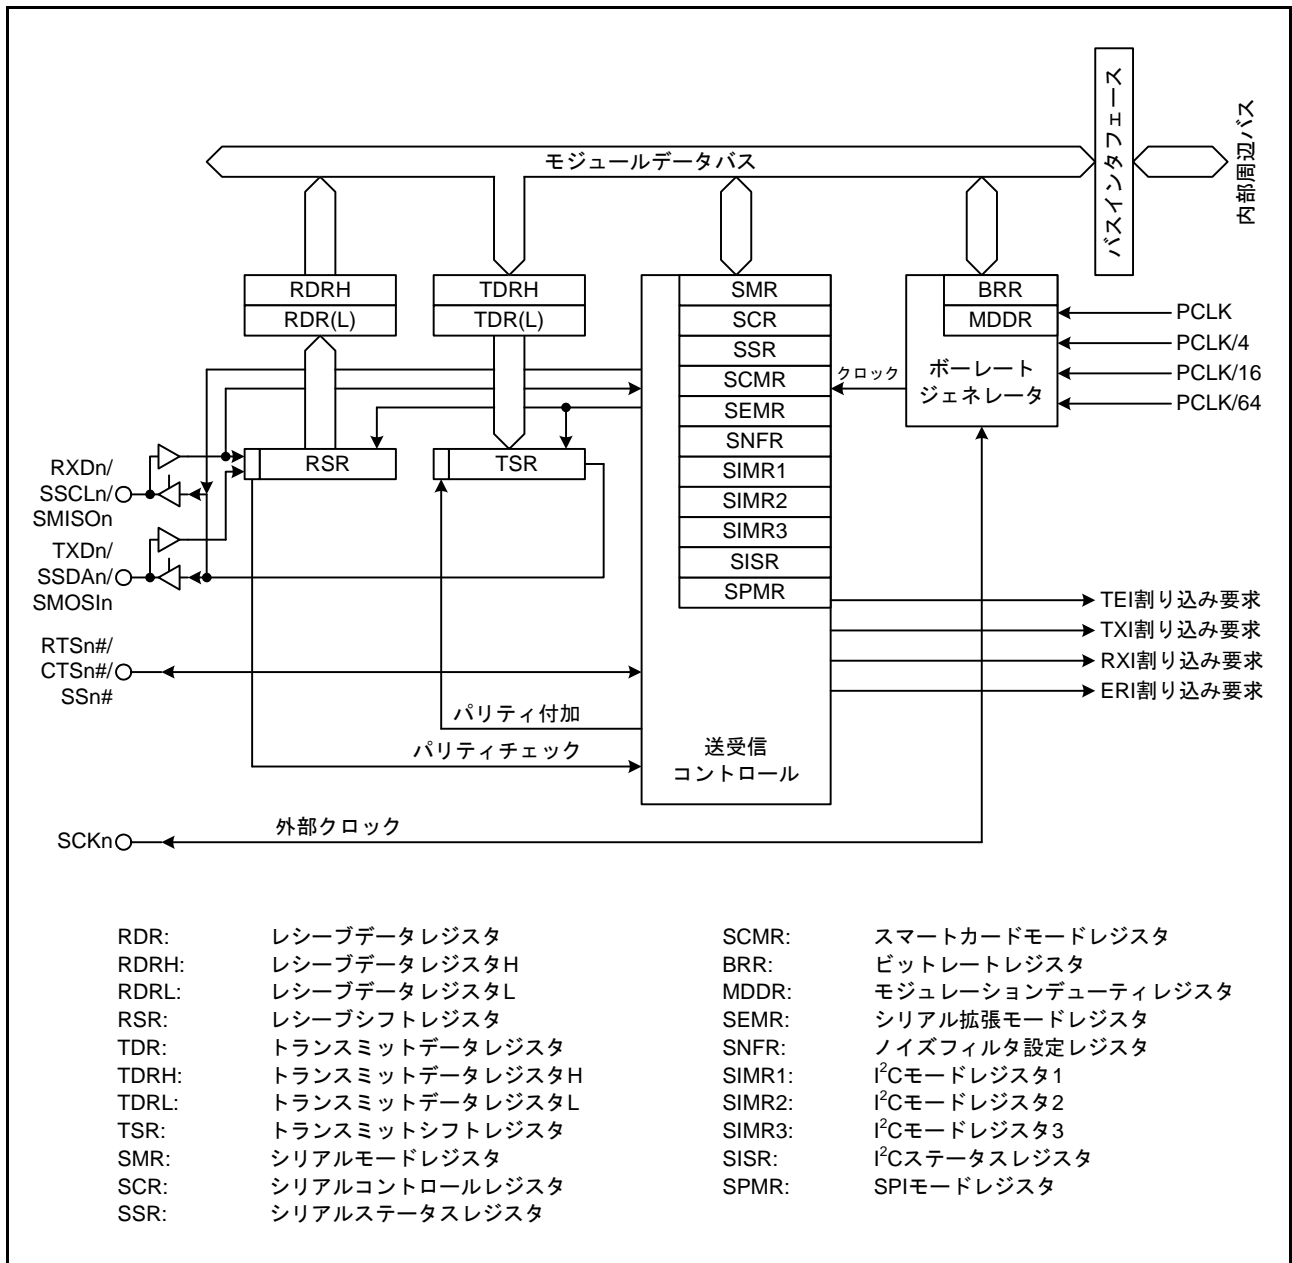 モジュールデータバス
バスインタフェース
内部周辺バス
RDRH
RDR(L)
TDRH
TDR(L)
SMR
SCR
SSR
SCMR
SEMR
SNFR
SIMR1
SIMR2
SIMR3
SISR
SPMR
BRR
MDDR
ボーレート
ジェネレータ
クロック
PCLK
PCLK/4
PCLK/16
PCLK/64
RSR
TSR
RXDn/
SSCLn/
SMISOn
TXDn/
SSDAn/
SMOSIn
RTSn#/
CTSn#/
SSn#
TEI割り込み要求
TXI割り込み要求
RXI割り込み要求
ERI割り込み要求
パリティ付加
パリティチェック
送受信
コントロール
SCKn
外部クロック
RDR: レシーブデータレジスタ
RDRH: レシーブデータレジスタH
RDRL: レシーブデータレジスタL
RSR: レシーブシフトレジスタ
TDR: トランスミットデータレジスタ
TDRH: トランスミットデータレジスタH
TDRL: トランスミットデータレジスタL
TSR: トランスミットシフトレジスタ
SMR: シリアルモードレジスタ
SCR: シリアルコントロールレジスタ
SSR: シリアルステータスレジスタ
SCMR: スマートカードモードレジスタ
BRR: ビットレートレジスタ
MDDR: モジュレーションデューティレジスタ
SEMR: シリアル拡張モードレジスタ
SNFR: ノイズフィルタ設定レジスタ
SIMR1: I²Cモードレジスタ1
SIMR2: I²Cモードレジスタ2
SIMR3: I²Cモードレジスタ3
SISR: I²Cステータスレジスタ
SPMR: SPIモードレジスタ